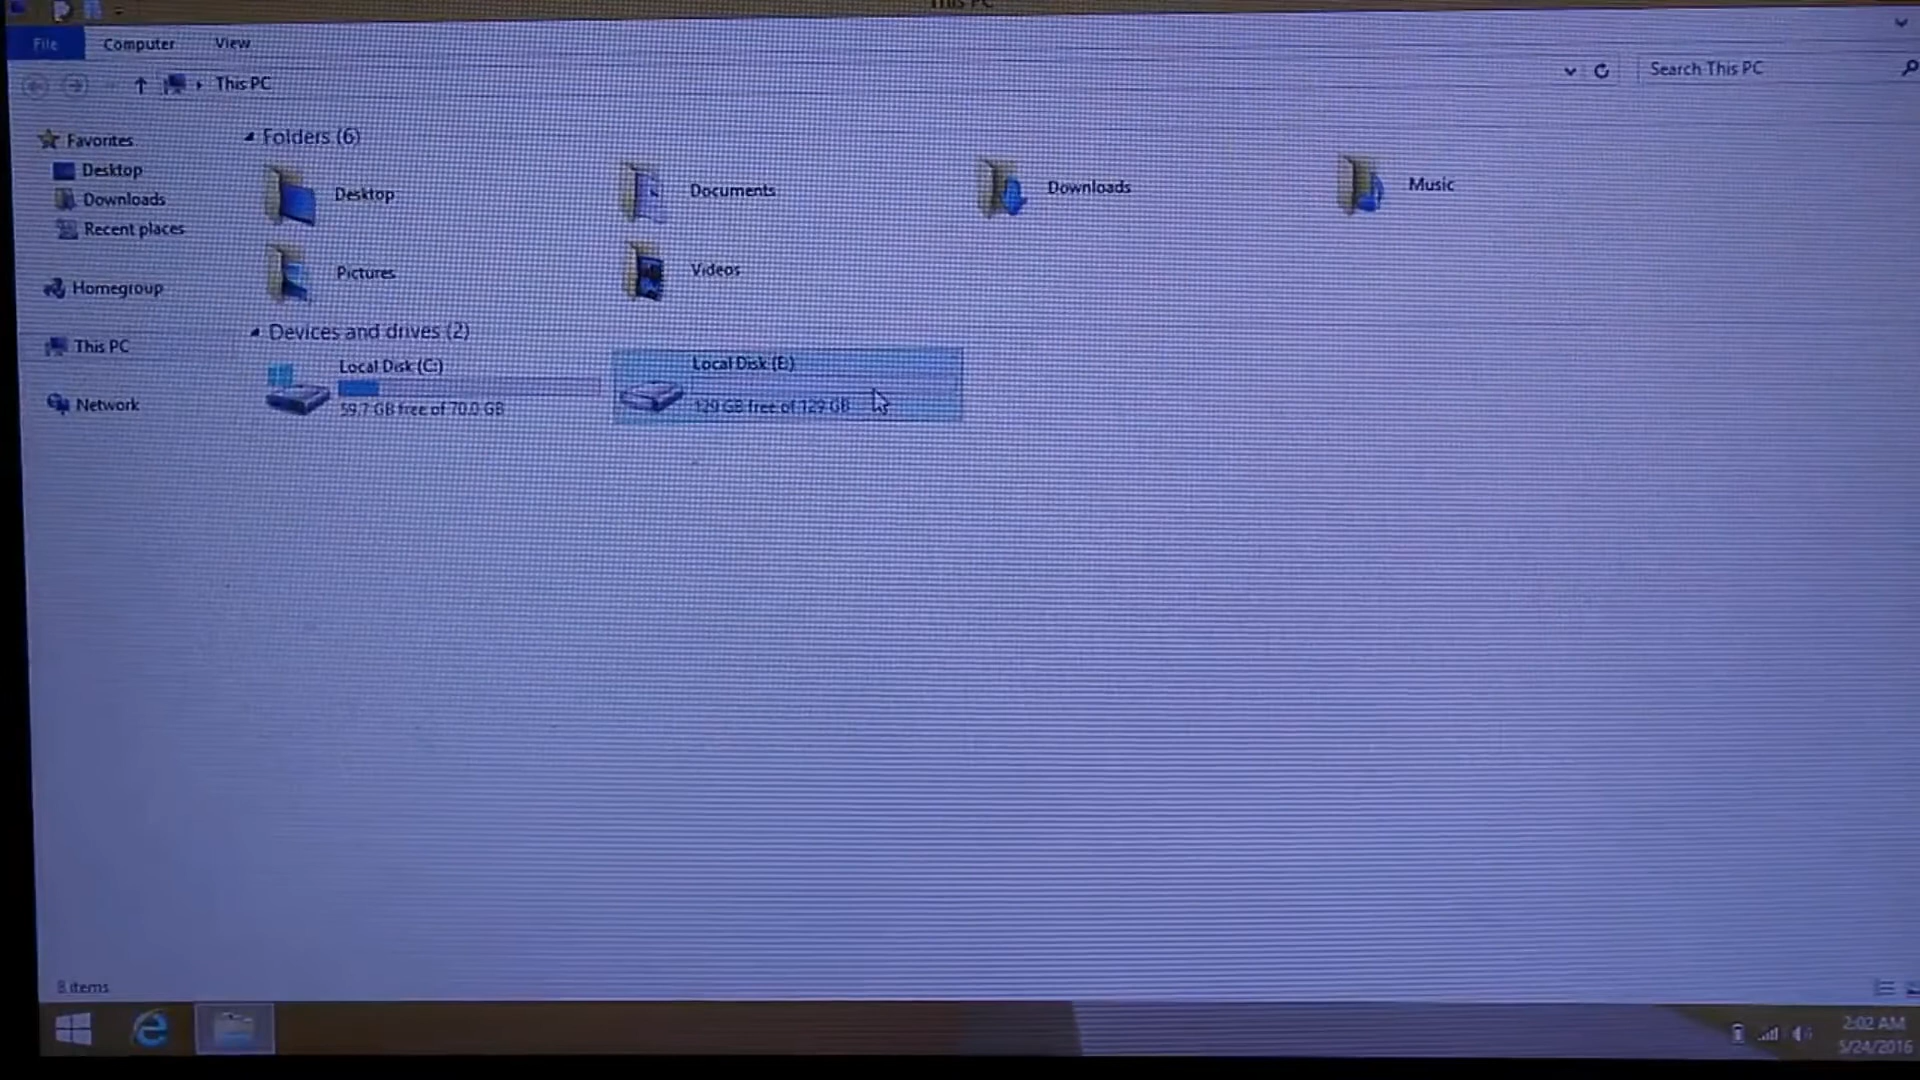 This PC
File
Computer
View
This PC
Search This PC
Favorites
Desktop
Downloads
Recent places
Homegroup
This PC
Network
Folders (6)
Desktop
Documents
Downloads
Music
Pictures
Videos
Devices and drives (2)
Local Disk (C:)
59.7 GB free of 70.0 GB
Local Disk (E:)
129 GB free of 129 GB
8 items
2:02 AM
5/24/2016